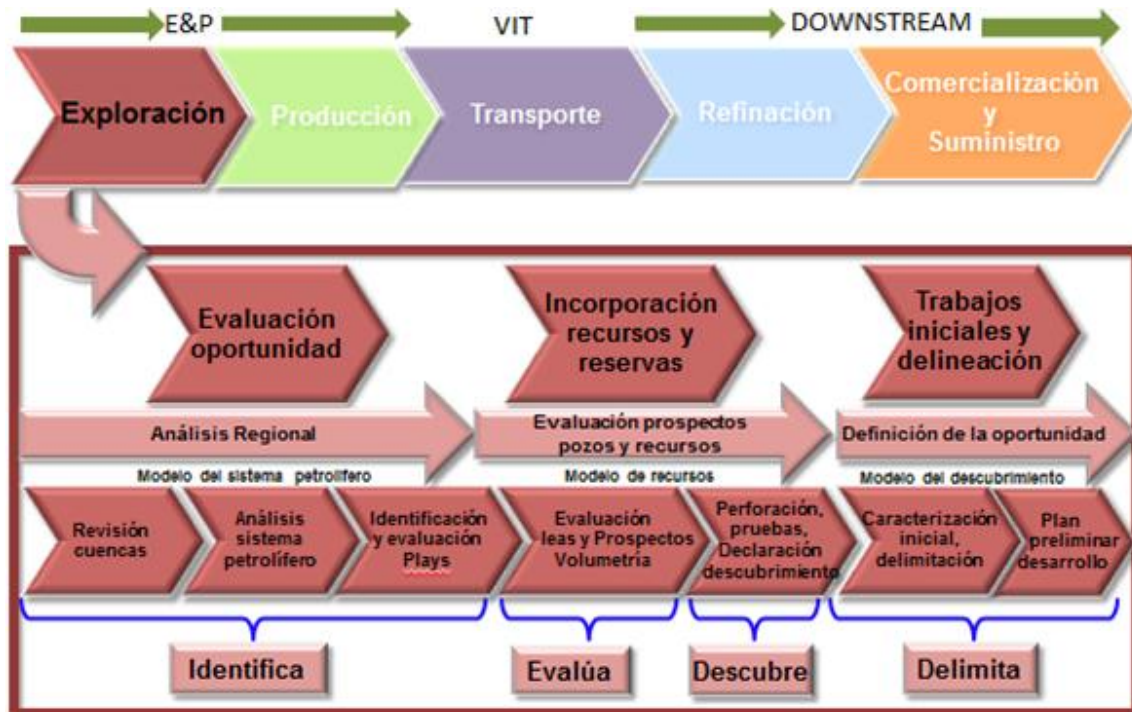 E&P
VIT
DOWNSTREAM
Exploración
Producción
Transporte
Refinación
Comercialización
y
Suministro
Evaluación
oportunidad
Incorporación
recursos y
reservas
Trabajos
iniciales y
delineación
Análisis Regional
Evaluación prospectos
pozos y recursos
Definición de la oportunidad
Modelo del sistema petrolífero
Modelo de recursos
Modelo del descubrimiento
Revisión
cuencas
Análisis
sistema
petrolífero
Identificación
y evaluación
Plays
Evaluación
leas y Prospectos
Volumetría
Perforación,
pruebas,
Declaración
descubrimiento
Caracterización
inicial,
delimitación
Plan
preliminar
desarrollo
Identifica
Evalúa
Descubre
Delimita